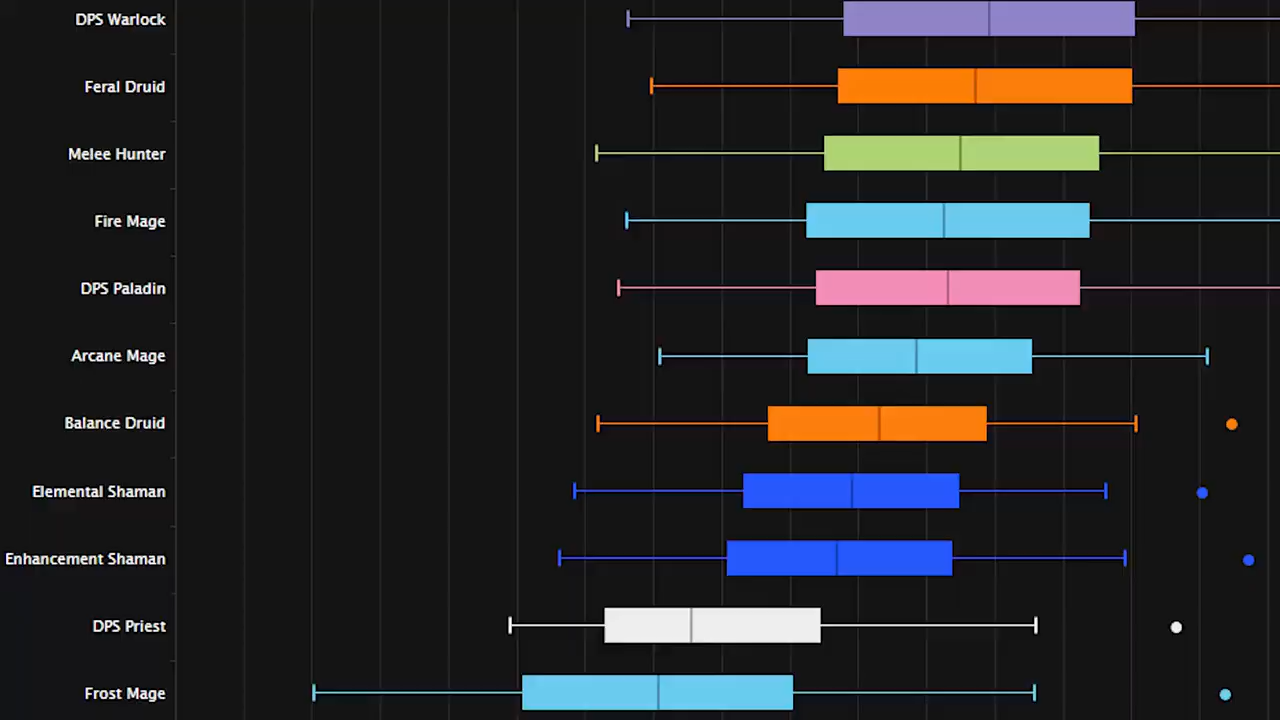 DPS Warlock
Feral Druid
Melee Hunter
Fire Mage
DPS Paladin
Arcane Mage
Balance Druid
Elemental Shaman
Enhancement Shaman
DPS Priest
Frost Mage